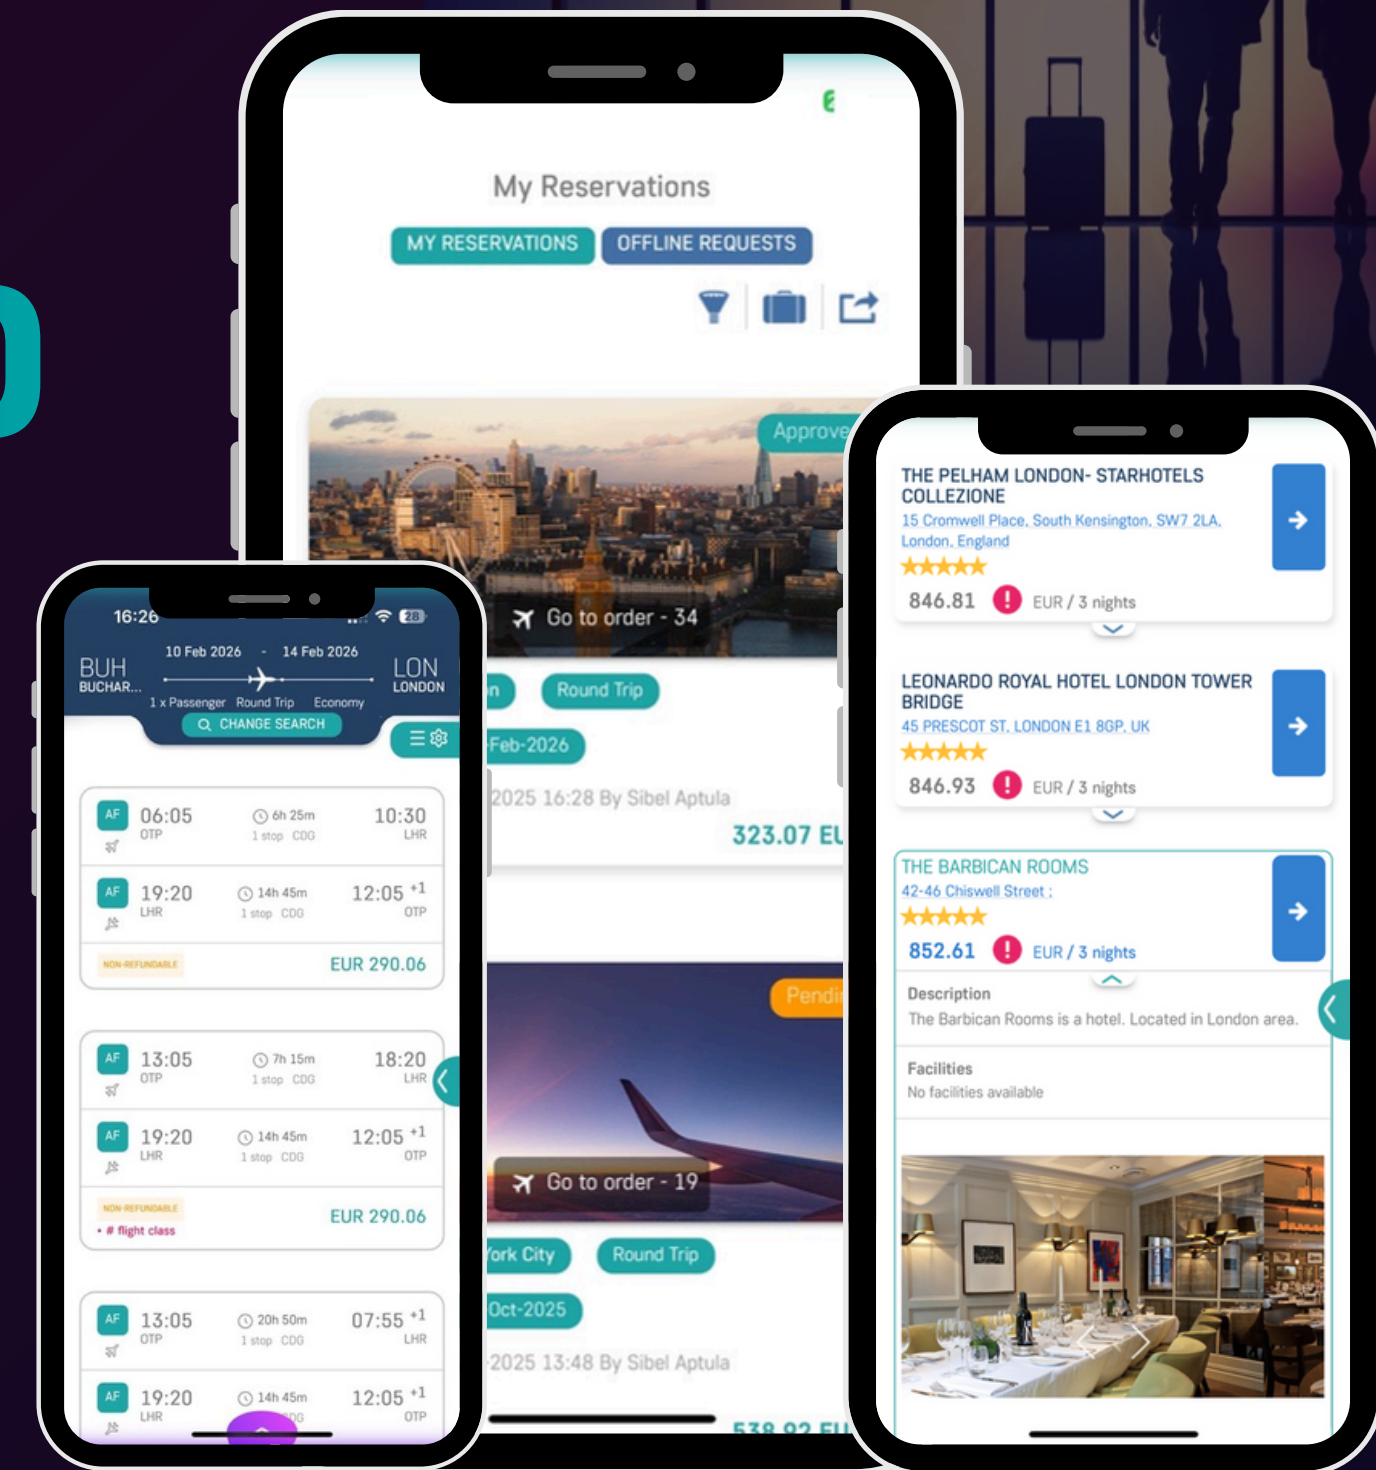 My Reservations
MY RESERVATIONS
OFFLINE REQUESTS
Go to order - 34
Round Trip
-Feb-2026
2025 16:28 By Sibel Aptula
323.07 EU
Go to order - 19
York City
Round Trip
Oct-2025
-2025 13:48 By Sibel Aptula
538.92 EU
16:26
28
10 Feb 2026 - 14 Feb 2026
BUH
BUCHAR...
LON
LONDON
1 x Passenger Round Trip Economy
CHANGE SEARCH
AF 06:05 6h 25m 10:30
OTP 1 stop CDG LHR
AF 19:20 14h 45m 12:05 +1
LHR 1 stop CDG OTP
NON-REFUNDABLE EUR 290.06
AF 13:05 7h 15m 18:20
OTP 1 stop CDG LHR
AF 19:20 14h 45m 12:05 +1
LHR 1 stop CDG OTP
NON-REFUNDABLE EUR 290.06
• # flight class
AF 13:05 20h 50m 07:55 +1
OTP 1 stop CDG LHR
AF 19:20 14h 45m 12:05 +1
LHR OTP
THE PELHAM LONDON- STARHOTELS
COLLEZIONE
15 Cromwell Place, South Kensington, SW7 2LA,
London, England
846.81 ! EUR / 3 nights
LEONARDO ROYAL HOTEL LONDON TOWER
BRIDGE
45 PRESCOT ST, LONDON E1 8GP, UK
846.93 ! EUR / 3 nights
THE BARBICAN ROOMS
42-46 Chiswell Street ;
852.61 ! EUR / 3 nights
Description
The Barbican Rooms is a hotel. Located in London area.
Facilities
No facilities available